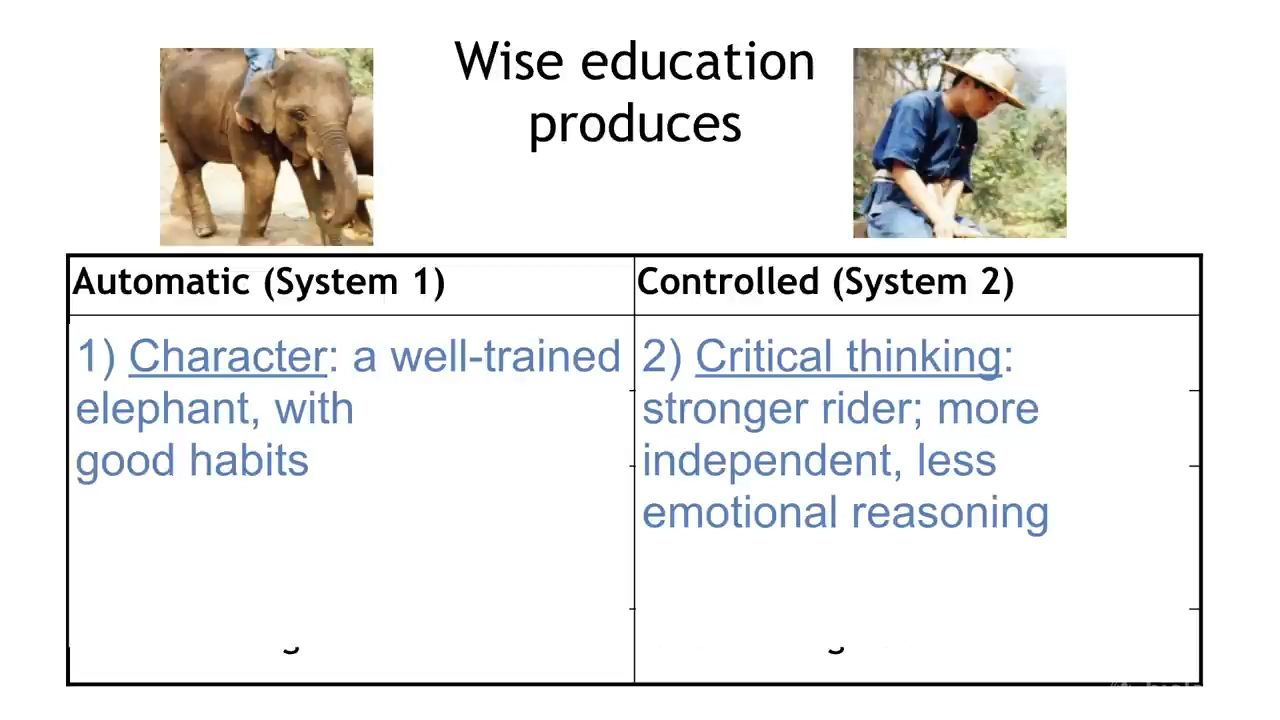 Wise education
produces
Automatic (System 1)
Controlled (System 2)
1) Character: a well-trained
elephant, with
good habits
2) Critical thinking:
stronger rider; more
independent, less
emotional reasoning